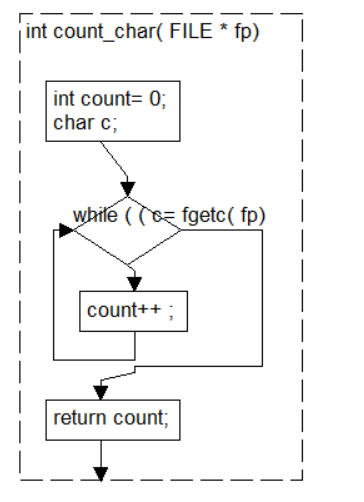 int count_char( FILE * fp)
int count= 0;
char c;
while ( ( c= fgetc( fp)
count++ ;
return count;